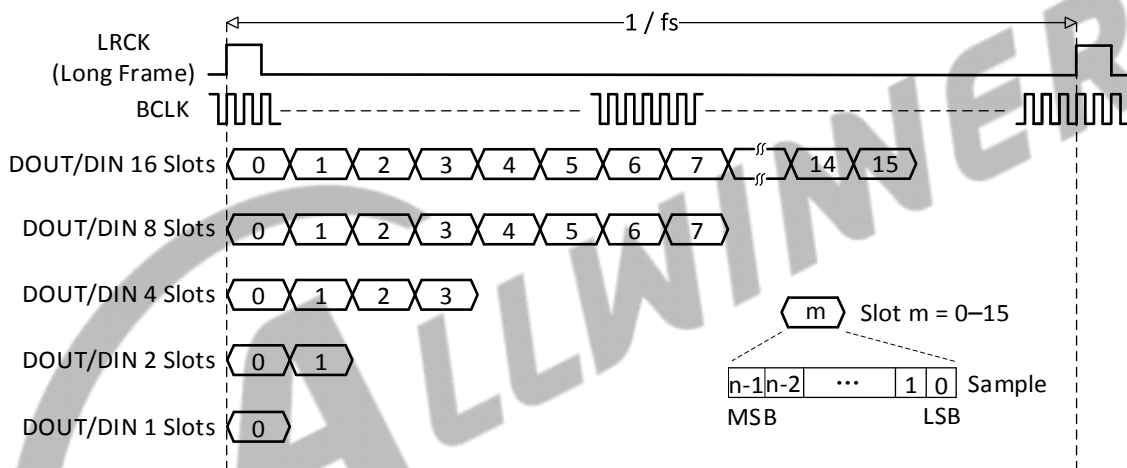 1 / fs
LRCK
(Long Frame)
BCLK
DOUT/DIN 16 Slots 0 1 2 3 4 5 6 7 14 15
DOUT/DIN 8 Slots 0 1 2 3 4 5 6 7
DOUT/DIN 4 Slots 0 1 2 3
m Slot m = 0–15
DOUT/DIN 2 Slots 0 1
n-1 n-2 ··· 1 0 Sample
MSB LSB
DOUT/DIN 1 Slots 0
ALLWINNER